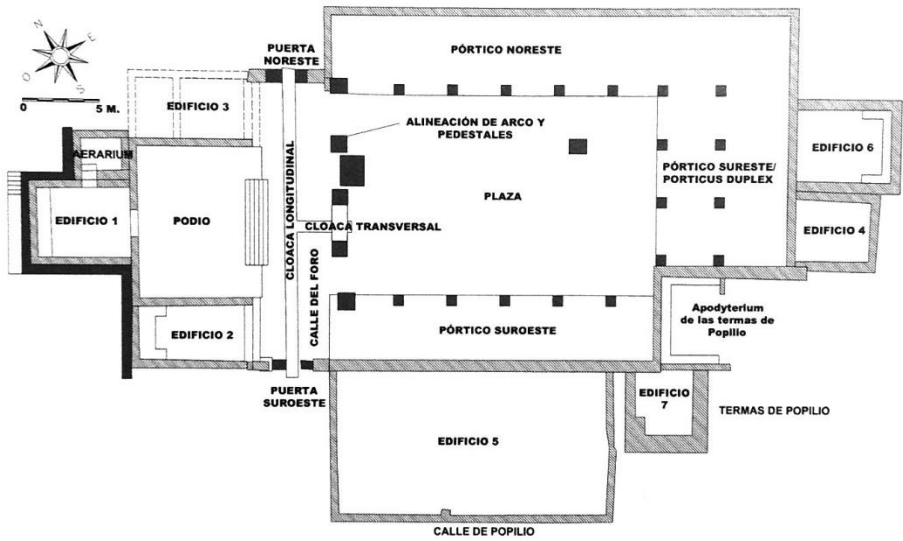 N
E
O
S
0 5 M.
PUERTA
NORESTE
PÓRTICO NORESTE
EDIFICIO 3
ALINEACIÓN DE ARCO Y
PEDESTALES
AERARIUM
EDIFICIO 6
PÓRTICO SURESTE/
PORTICUS DUPLEX
EDIFICIO 1
PODIO
CLOACA LONGITUDINAL
PLAZA
CLOACA TRANSVERSAL
EDIFICIO 4
CALLE DEL FORO
EDIFICIO 2
PÓRTICO SUROESTE
Apodyterium
de las termas de
Popilio
PUERTA
SUROESTE
EDIFICIO
7
TERMAS DE POPILIO
EDIFICIO 5
CALLE DE POPILIO